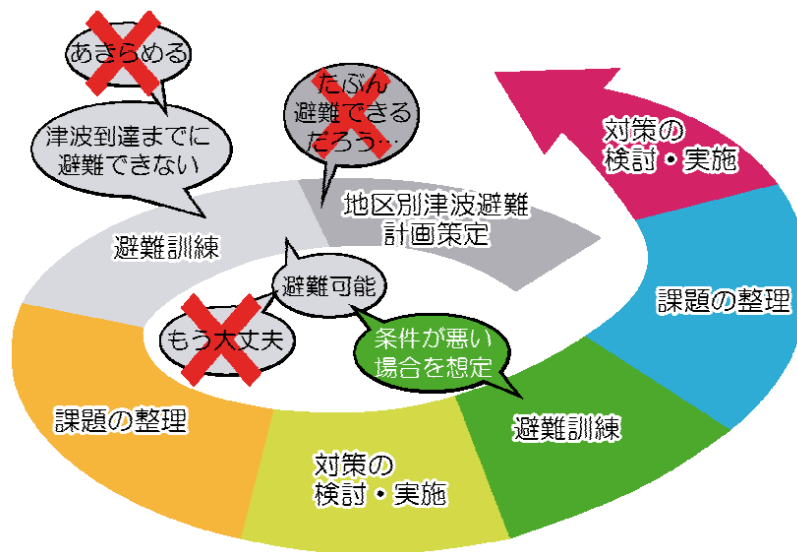 あきらめる
津波到達までに
避難できない
たぶん
避難できる
だろう…
対策の
検討・実施
地区別津波避難
計画策定
避難訓練
避難可能
もう大丈夫
条件が悪い
場合を想定
課題の整理
課題の整理
対策の
検討・実施
避難訓練